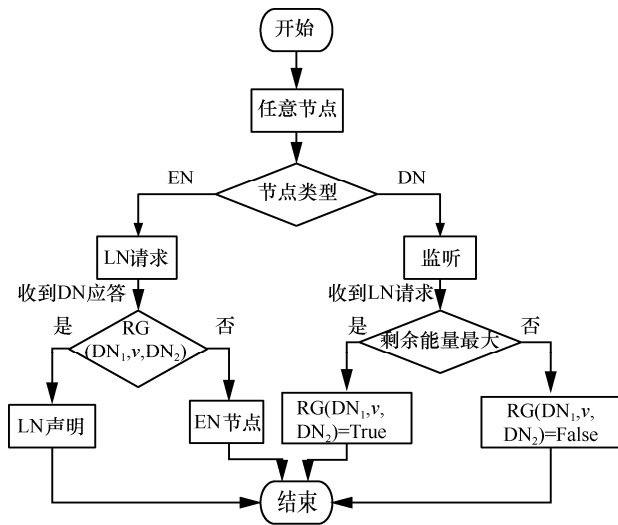 开始
任意节点
节点类型
EN
DN
LN请求
监听
收到DN应答
收到LN请求
是
RG
(DN₁,v,DN₂)
否
是
剩余能量最大
否
LN声明
EN节点
RG(DN₁,v,
DN₂)=True
RG(DN₁,v,
DN₂)=False
结束